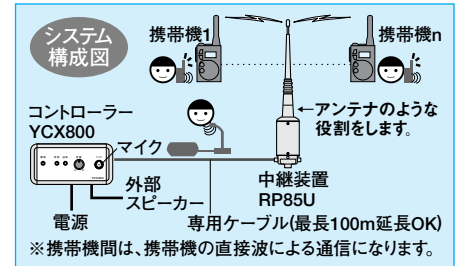 システム
構成図
携帯機1
携帯機n
←アンテナのような
役割をします。
コントローラー
YCX800
マイク
外部
スピーカー
電源
中継装置
RP85U
専用ケーブル(最長100m延長OK)
※携帯機間は、携帯機の直接波による通信になります。